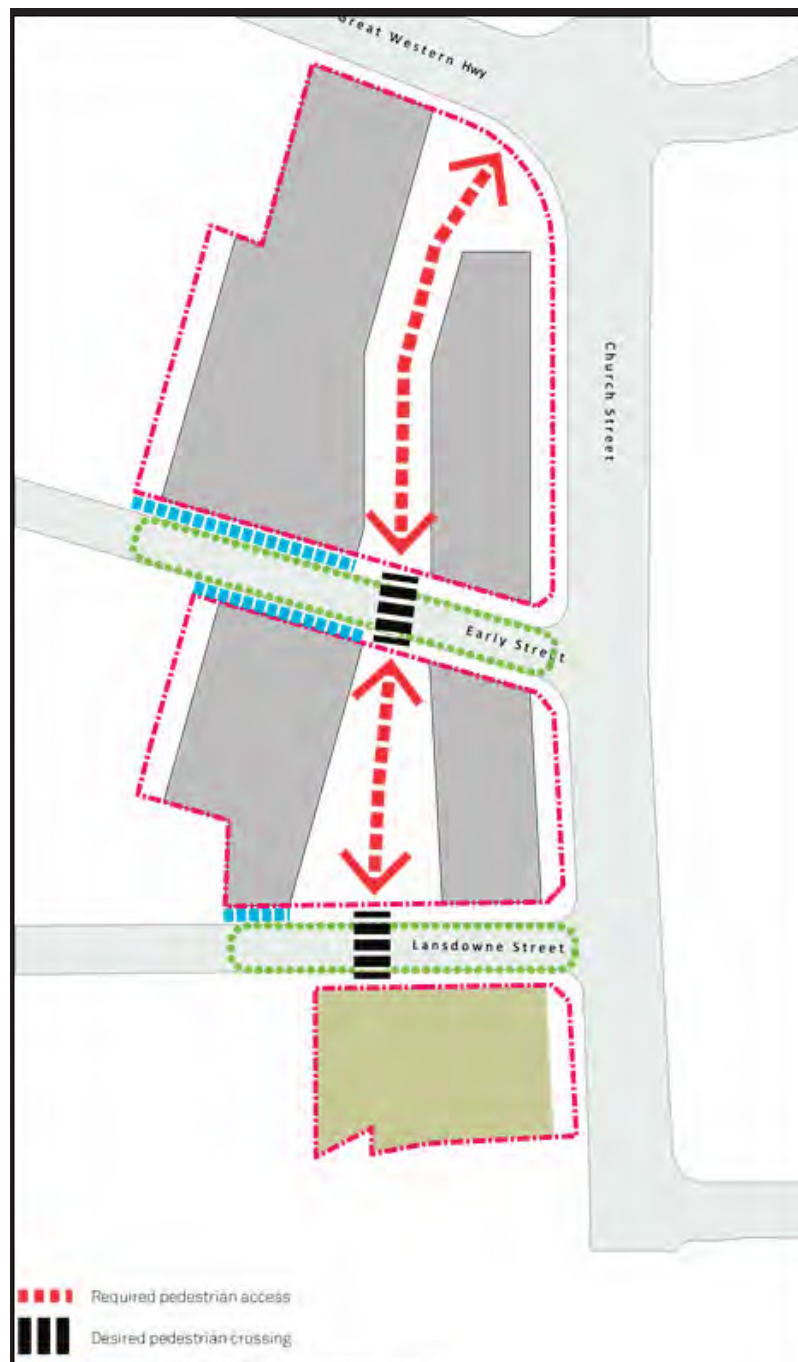 Great Western Hwy
Church Street
Early Street
Lansdowne Street
Required pedestrian access
Desired pedestrian crossing